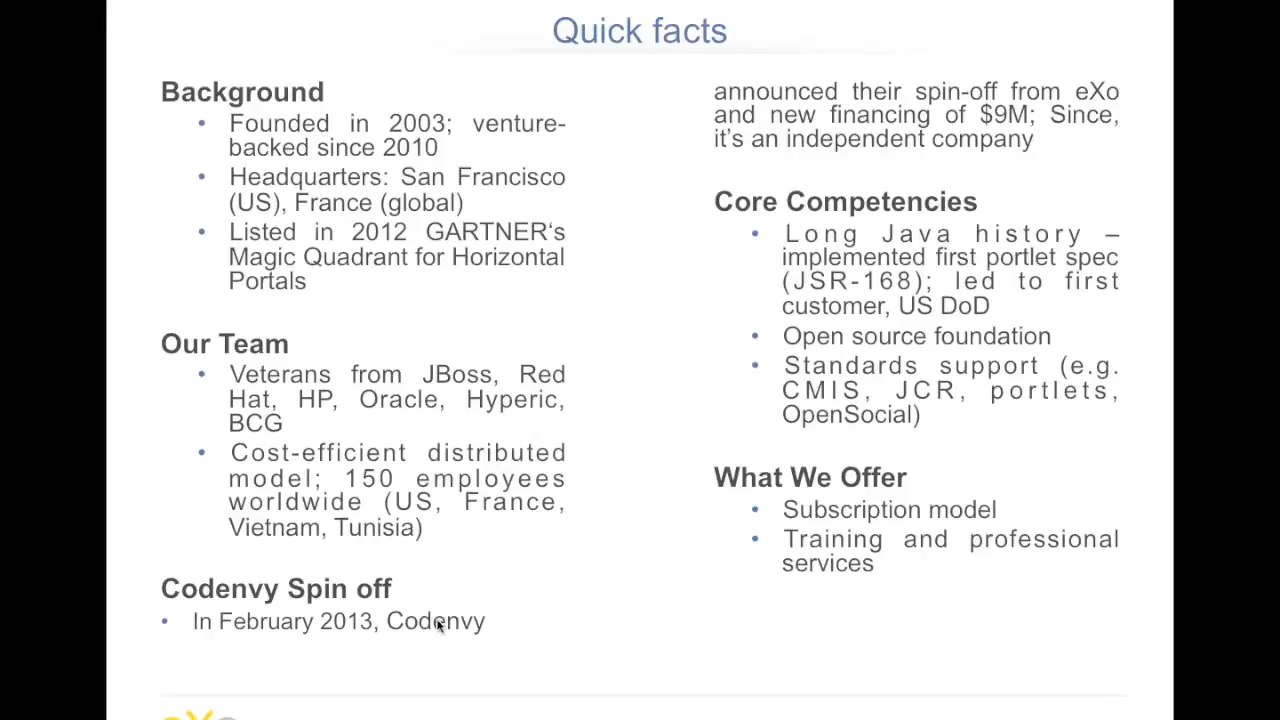 Quick facts
Background
• Founded in 2003; venture-
backed since 2010
• Headquarters: San Francisco
(US), France (global)
• Listed in 2012 GARTNER‘s
Magic Quadrant for Horizontal
Portals
Our Team
• Veterans from JBoss, Red
Hat, HP, Oracle, Hyperic,
BCG
• Cost-efficient distributed
model; 150 employees
worldwide (US, France,
Vietnam, Tunisia)
Codenvy Spin off
• In February 2013, Codenvy
announced their spin-off from eXo
and new financing of $9M; Since,
it’s an independent company
Core Competencies
• Long Java history –
implemented first portlet spec
(JSR-168); led to first
customer, US DoD
• Open source foundation
• Standards support (e.g.
CMIS, JCR, portlets,
OpenSocial)
What We Offer
• Subscription model
• Training and professional
services